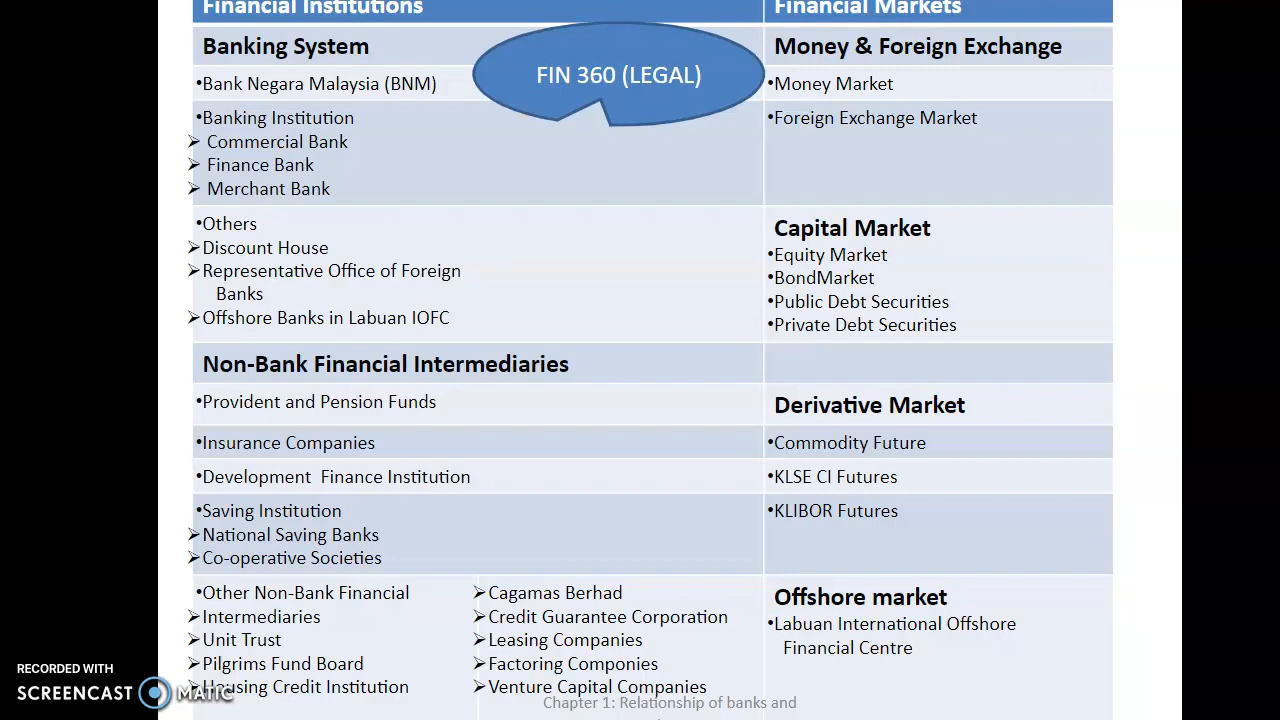 Financial Institutions
Financial Markets
Banking System
FIN 360 (LEGAL)
Money & Foreign Exchange
•Bank Negara Malaysia (BNM)
•Money Market
•Banking Institution
➢ Commercial Bank
➢ Finance Bank
➢ Merchant Bank
•Foreign Exchange Market
•Others
➢Discount House
➢Representative Office of Foreign
Banks
➢Offshore Banks in Labuan IOFC
Capital Market
•Equity Market
•BondMarket
•Public Debt Securities
•Private Debt Securities
Non-Bank Financial Intermediaries
•Provident and Pension Funds
Derivative Market
•Insurance Companies
•Commodity Future
•Development  Finance Institution
•KLSE CI Futures
•Saving Institution
➢National Saving Banks
➢Co-operative Societies
•KLIBOR Futures
•Other Non-Bank Financial
➢Intermediaries
➢Unit Trust
➢Pilgrims Fund Board
➢Housing Credit Institution
➢Cagamas Berhad
➢Credit Guarantee Corporation
➢Leasing Companies
➢Factoring Componies
➢Venture Capital Companies
Offshore market
•Labuan International Offshore
Financial Centre
Chapter 1: Relationship of banks and
RECORDED WITH
SCREENCAST MATIC